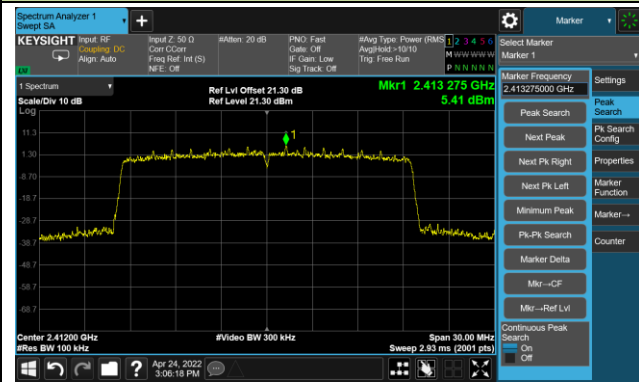 Spectrum Analyzer 1
Swept SA
+
Marker
KEYSIGHT
Input: RF
Coupling: DC
Align: Auto
Input Z: 50 Ω
Corr CCorr
Freq Ref: Int (S)
NFE: Off
#Atten: 20 dB
PNO: Fast
Gate: Off
IF Gain: Low
Sig Track: Off
#Avg Type: Power (RMS
Avg|Hold:>10/10
Trig: Free Run
1 2 3 4 5 6
M W W W W W
P N N N N N
Select Marker
Marker 1
LXI
1 Spectrum
Scale/Div 10 dB
Log
Ref Lvl Offset 21.30 dB
Ref Level 21.30 dBm
Mkr1 2.413 275 GHz
5.41 dBm
Marker Frequency
2.413275000 GHz
Settings
Peak Search
Peak
Search
Next Peak
Pk Search
Config
Next Pk Right
Properties
Next Pk Left
Marker
Function
Minimum Peak
Marker→
Pk-Pk Search
Counter
Marker Delta
Mkr→CF
Mkr→Ref Lvl
Continuous Peak
Search
On
Off
11.3
1
1.30
-8.70
-18.7
-28.7
-38.7
-48.7
-58.7
-68.7
Center 2.41200 GHz
#Res BW 100 kHz
#Video BW 300 kHz
Span 30.00 MHz
Sweep 2.93 ms (2001 pts)
?
Apr 24, 2022
3:06:18 PM